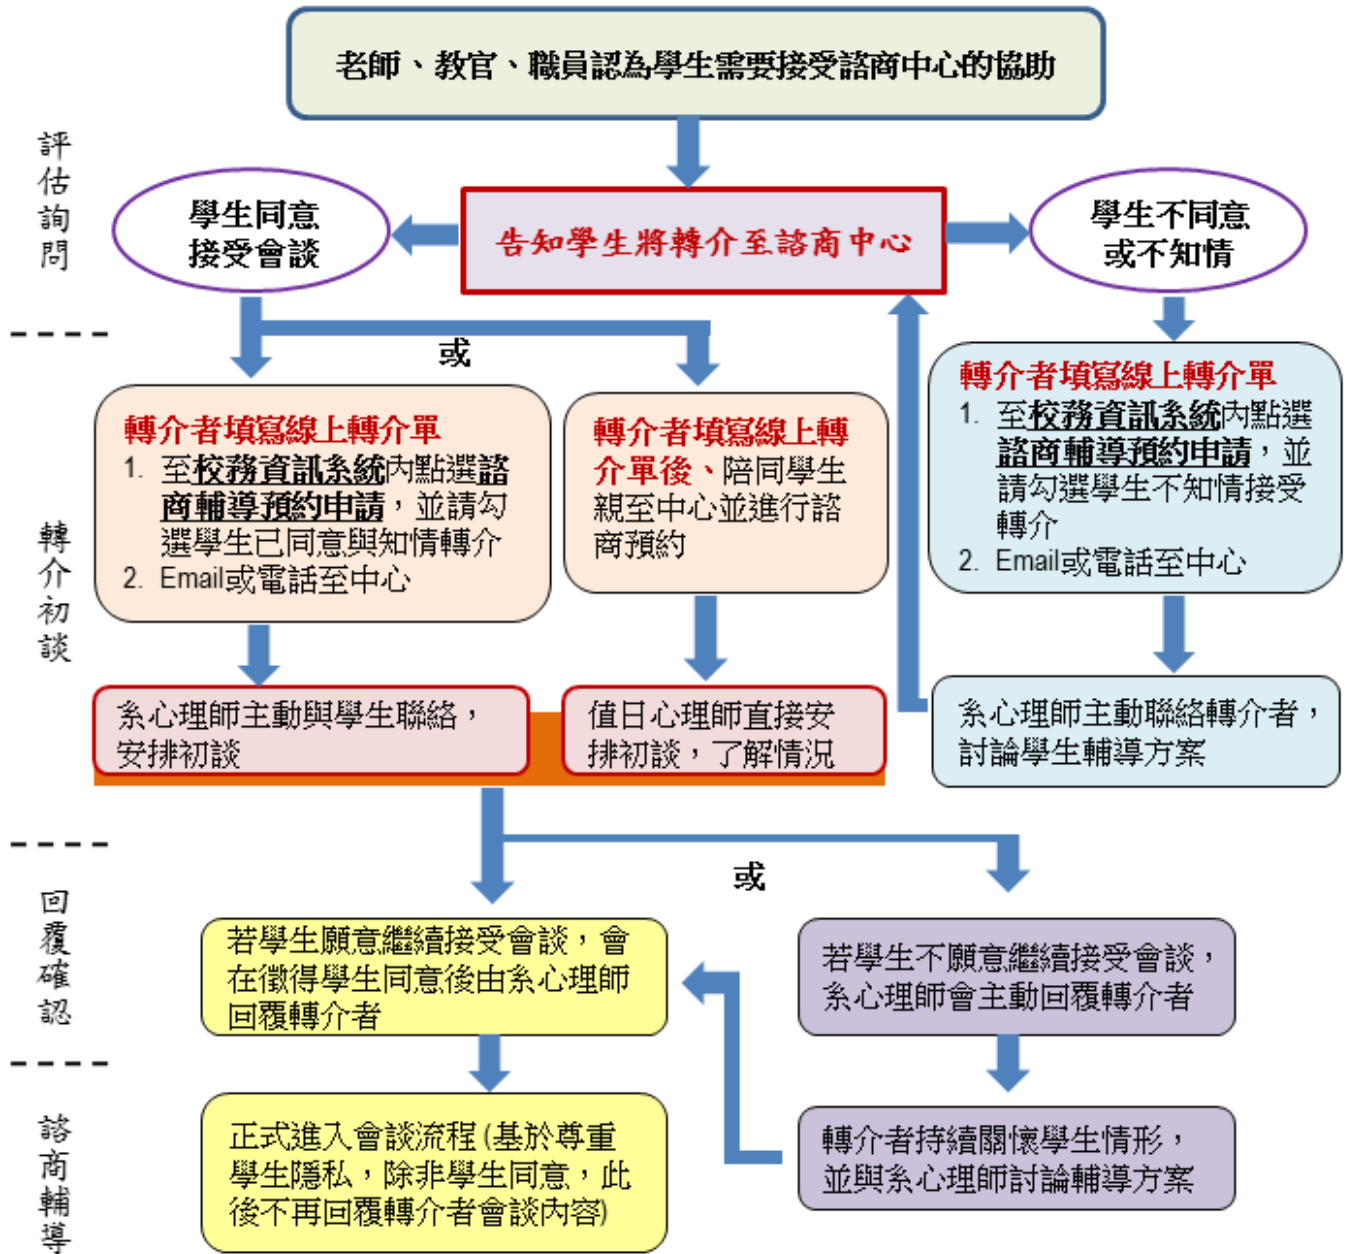 老師、教官、職員認為學生需要接受諮商中心的協助
評估詢問
學生同意
接受會談
告知學生將轉介至諮商中心
學生不同意
或不知情
或
轉介初談
轉介者填寫線上轉介單
1. 至校務資訊系統內點選諮
商輔導預約申請，並請勾
選學生已同意與知情轉介
2. Email或電話至中心
轉介者填寫線上轉
介單後、陪同學生
親至中心並進行諮
商預約
轉介者填寫線上轉介單
1. 至校務資訊系統內點選
諮商輔導預約申請，並
請勾選學生不知情接受
轉介
2. Email或電話至中心
系心理師主動與學生聯絡，
安排初談
值日心理師直接安
排初談，了解情況
系心理師主動聯絡轉介者，
討論學生輔導方案
或
回覆確認
若學生願意繼續接受會談，會
在徵得學生同意後由系心理師
回覆轉介者
若學生不願意繼續接受會談，
系心理師會主動回覆轉介者
諮商輔導
正式進入會談流程(基於尊重
學生隱私，除非學生同意，此
後不再回覆轉介者會談內容)
轉介者持續關懷學生情形，
並與系心理師討論輔導方案